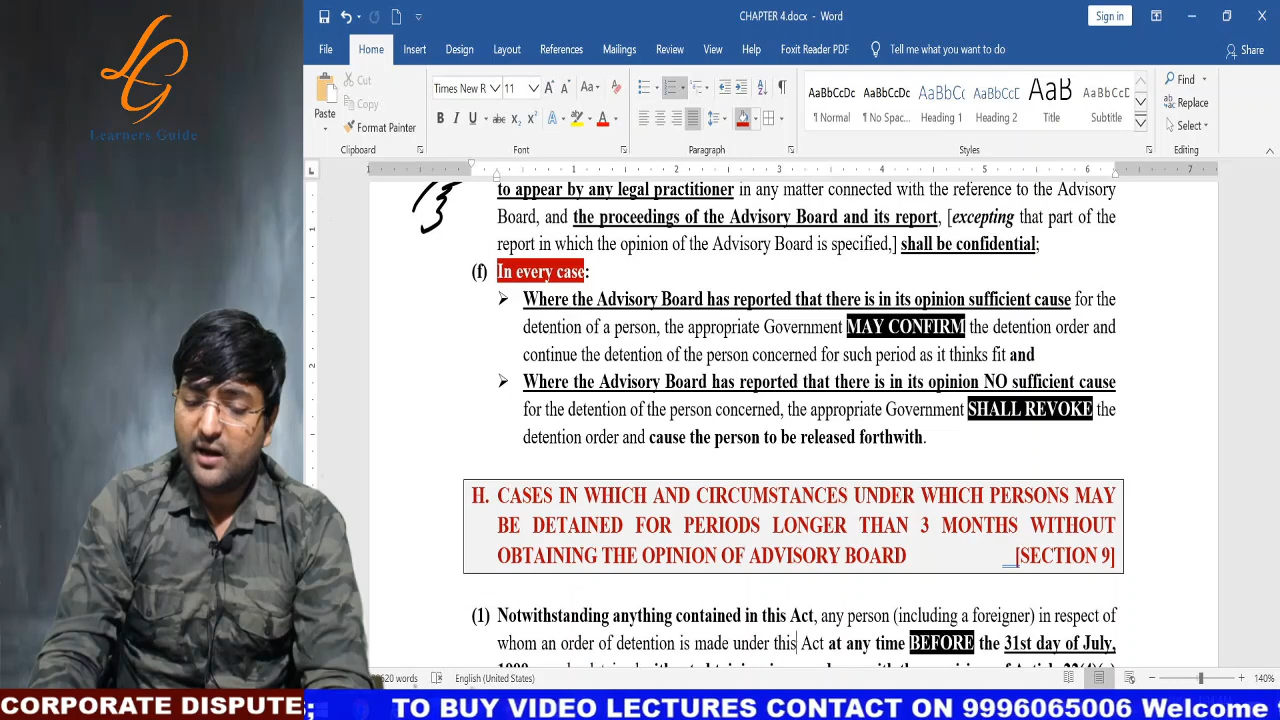 LG
Learners Guide
CHAPTER 4.docx - Word
Sign in
File Home Insert Design Layout References Mailings Review View Help Foxit Reader PDF Tell me what you want to do Share
Paste
Cut
Copy
Format Painter
Clipboard
Times New R 11
Font
Paragraph
AaBbCcDc AaBbCcDc AaBbCc AaBbCcC AaB AaBbCcD
¶ Normal ¶ No Spac... Heading 1 Heading 2 Title Subtitle
Styles
Find
Replace
Select
Editing
to appear by any legal practitioner in any matter connected with the reference to the Advisory
Board, and the proceedings of the Advisory Board and its report, [excepting that part of the
report in which the opinion of the Advisory Board is specified,] shall be confidential;
(f) In every case:
➢ Where the Advisory Board has reported that there is in its opinion sufficient cause for the
detention of a person, the appropriate Government MAY CONFIRM the detention order and
continue the detention of the person concerned for such period as it thinks fit and
➢ Where the Advisory Board has reported that there is in its opinion NO sufficient cause
for the detention of the person concerned, the appropriate Government SHALL REVOKE the
detention order and cause the person to be released forthwith.
H. CASES IN WHICH AND CIRCUMSTANCES UNDER WHICH PERSONS MAY
BE DETAINED FOR PERIODS LONGER THAN 3 MONTHS WITHOUT
OBTAINING THE OPINION OF ADVISORY BOARD [SECTION 9]
(1) Notwithstanding anything contained in this Act, any person (including a foreigner) in respect of
whom an order of detention is made under this Act at any time BEFORE the 31st day of July,
620 words English (United States) 140%
CORPORATE DISPUTE; TO BUY VIDEO LECTURES CONTACT ON 9996065006 Welcome